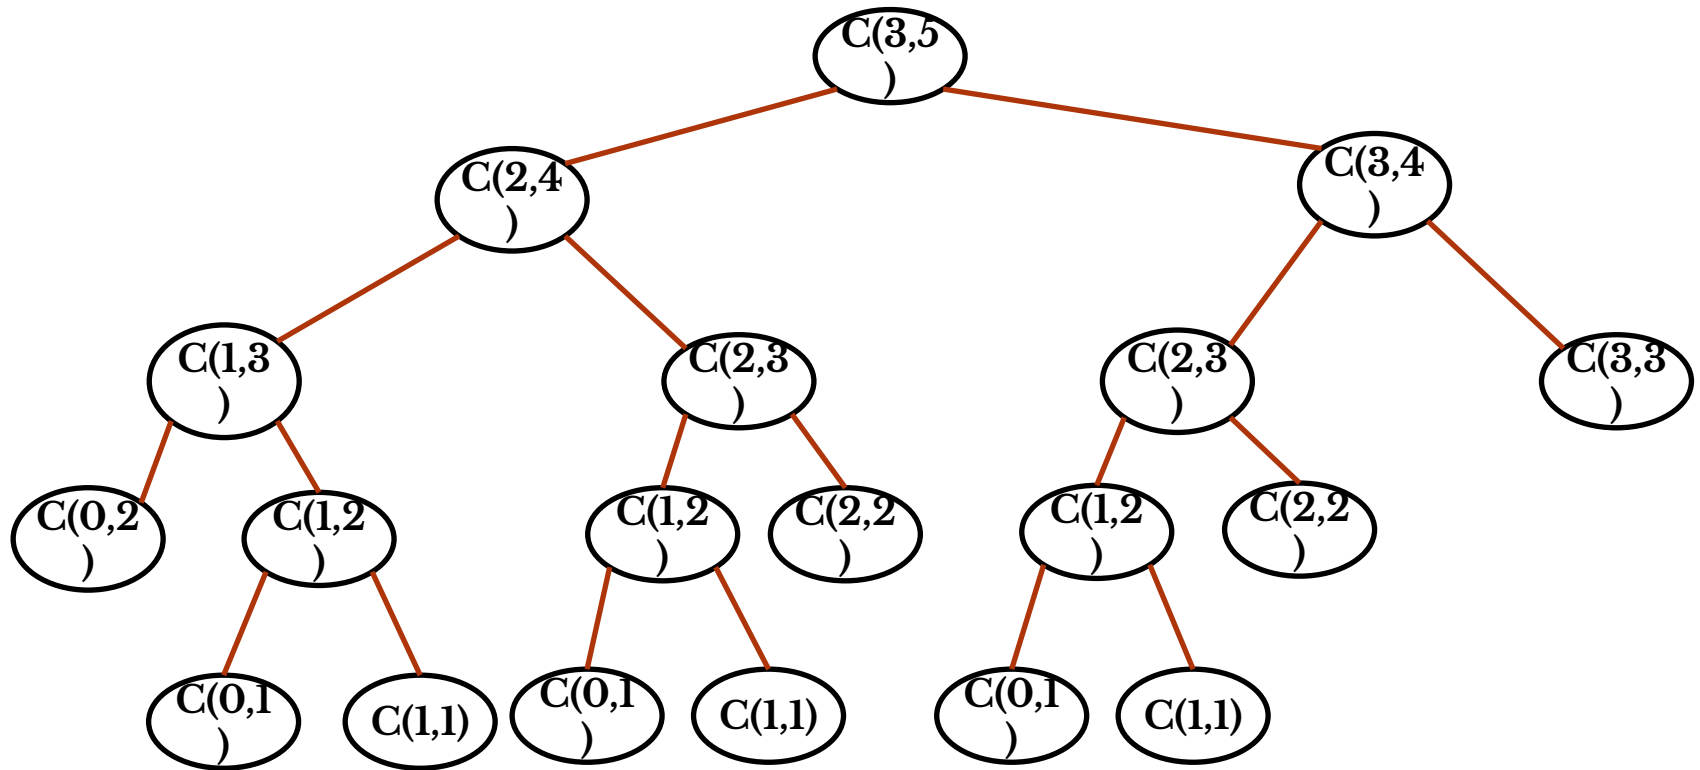 C(3,5
)
C(2,4
)
C(3,4
)
C(1,3
)
C(2,3
)
C(2,3
)
C(3,3
)
C(0,2
)
C(1,2
)
C(1,2
)
C(2,2
)
C(1,2
)
C(2,2
)
C(0,1
)
C(1,1)
C(0,1
)
C(1,1)
C(0,1
)
C(1,1)